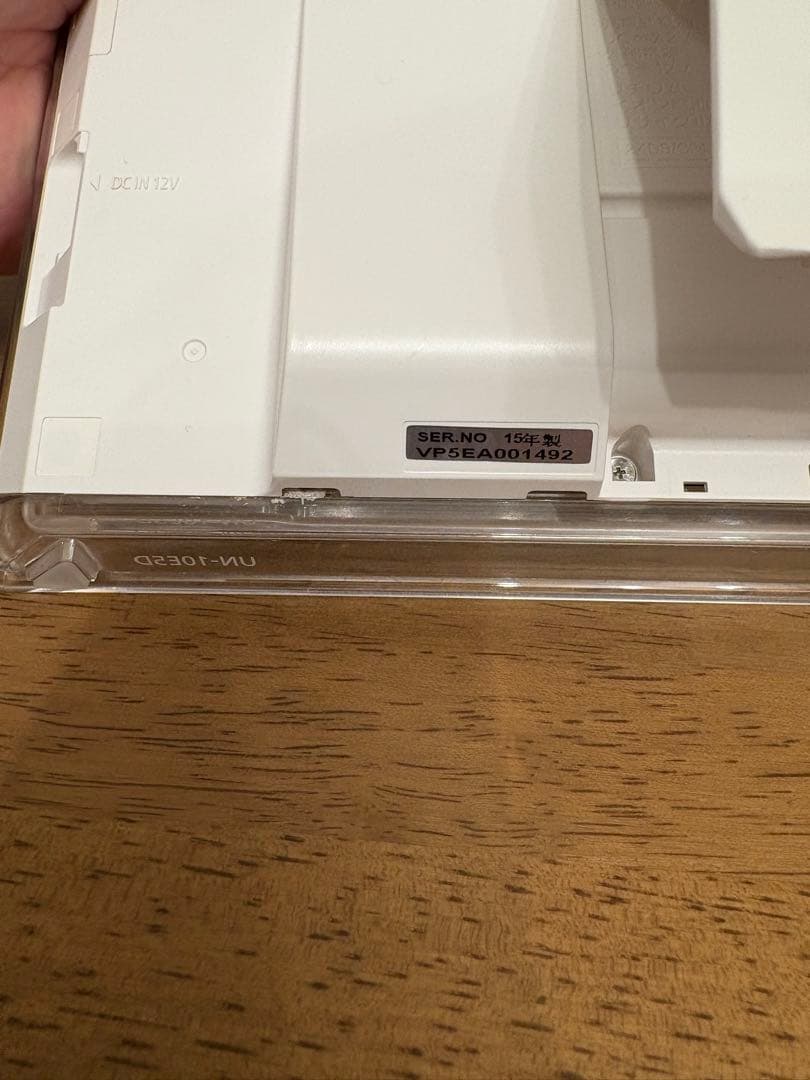 DC IN 12V
SER.NO 15年製
VP5EA001492
UN-10E5D